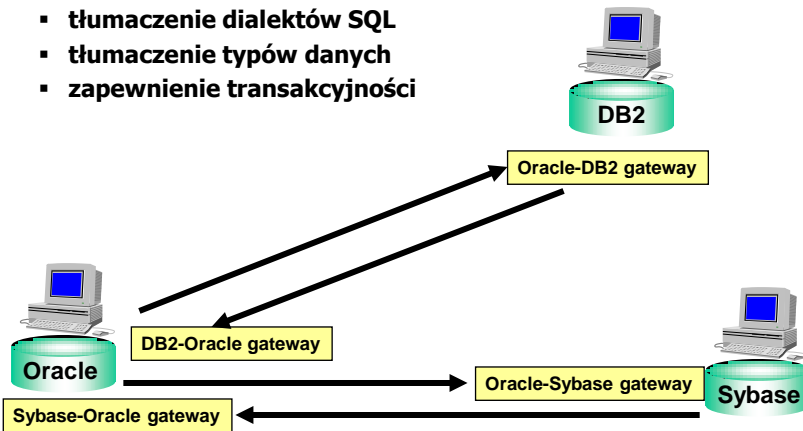 ▪ tłumaczenie dialektów SQL
▪ tłumaczenie typów danych
▪ zapewnienie transakcyjności
DB2
Oracle-DB2 gateway
DB2-Oracle gateway
Oracle
Oracle-Sybase gateway
Sybase
Sybase-Oracle gateway